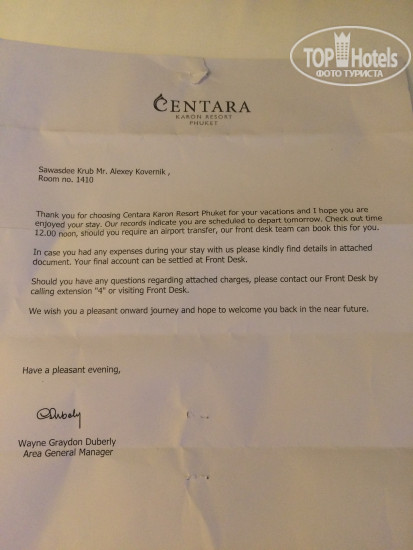 TOP Hotels
ФОТО ТУРИСТА
CENTARA
KARON RESORT
PHUKET
Sawasdee Krub Mr. Alexey Kovernik ,
Room no. 1410
Thank you for choosing Centara Karon Resort Phuket for your vacations and I hope you are
enjoyed your stay. Our records indicate you are scheduled to depart tomorrow. Check out time
12.00 noon, should you require an airport transfer, our front desk team can book this for you.
In case you had any expenses during your stay with us please kindly find details in attached
document. Your final account can be settled at Front Desk.
Should you have any questions regarding attached charges, please contact our Front Desk by
calling extension "4" or visiting Front Desk.
We wish you a pleasant onward journey and hope to welcome you back in the near future.
Have a pleasant evening,
Wayne Graydon Duberly
Area General Manager